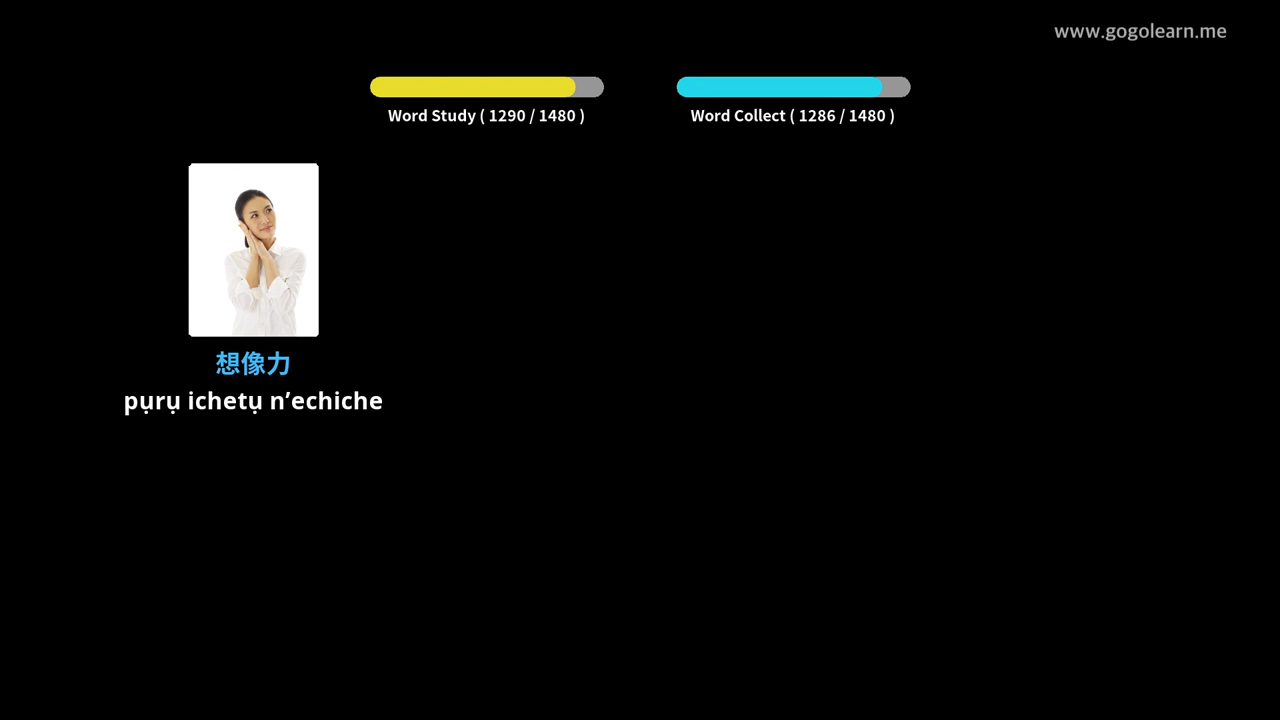 www.gogolearn.me
Word Study ( 1290 / 1480 )
Word Collect ( 1286 / 1480 )
想像力
pụrụ ichetụ n’echiche